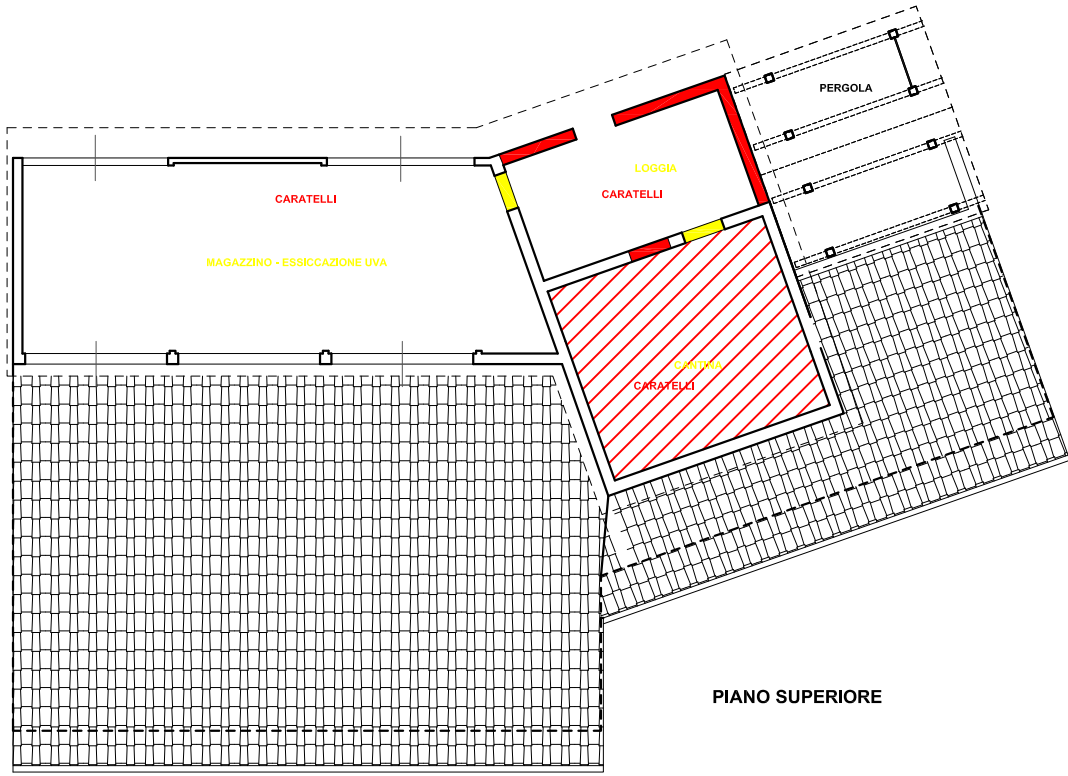 PERGOLA
LOGGIA
CARATELLI
CARATELLI
MAGAZZINO - ESSICCAZIONE UVA
CANTINA
CARATELLI
PIANO SUPERIORE